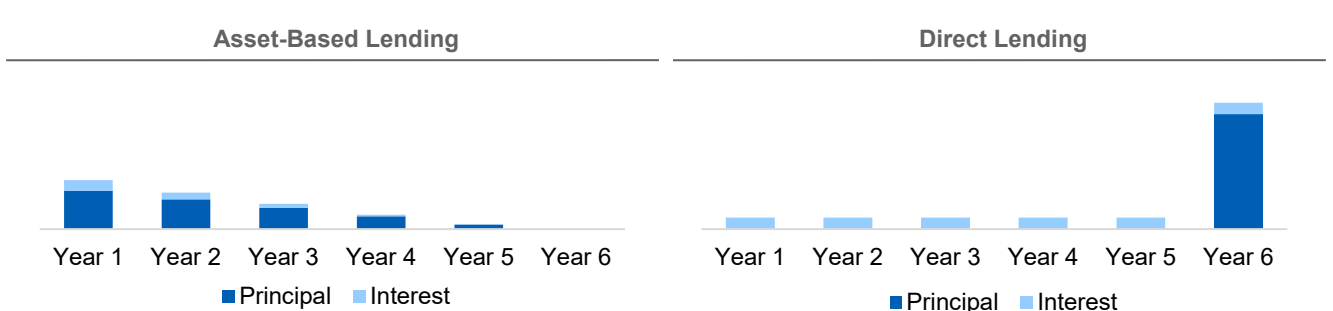 Asset-Based Lending
Year 1 Year 2 Year 3 Year 4 Year 5 Year 6
Principal Interest
Direct Lending
Year 1 Year 2 Year 3 Year 4 Year 5 Year 6
Principal Interest